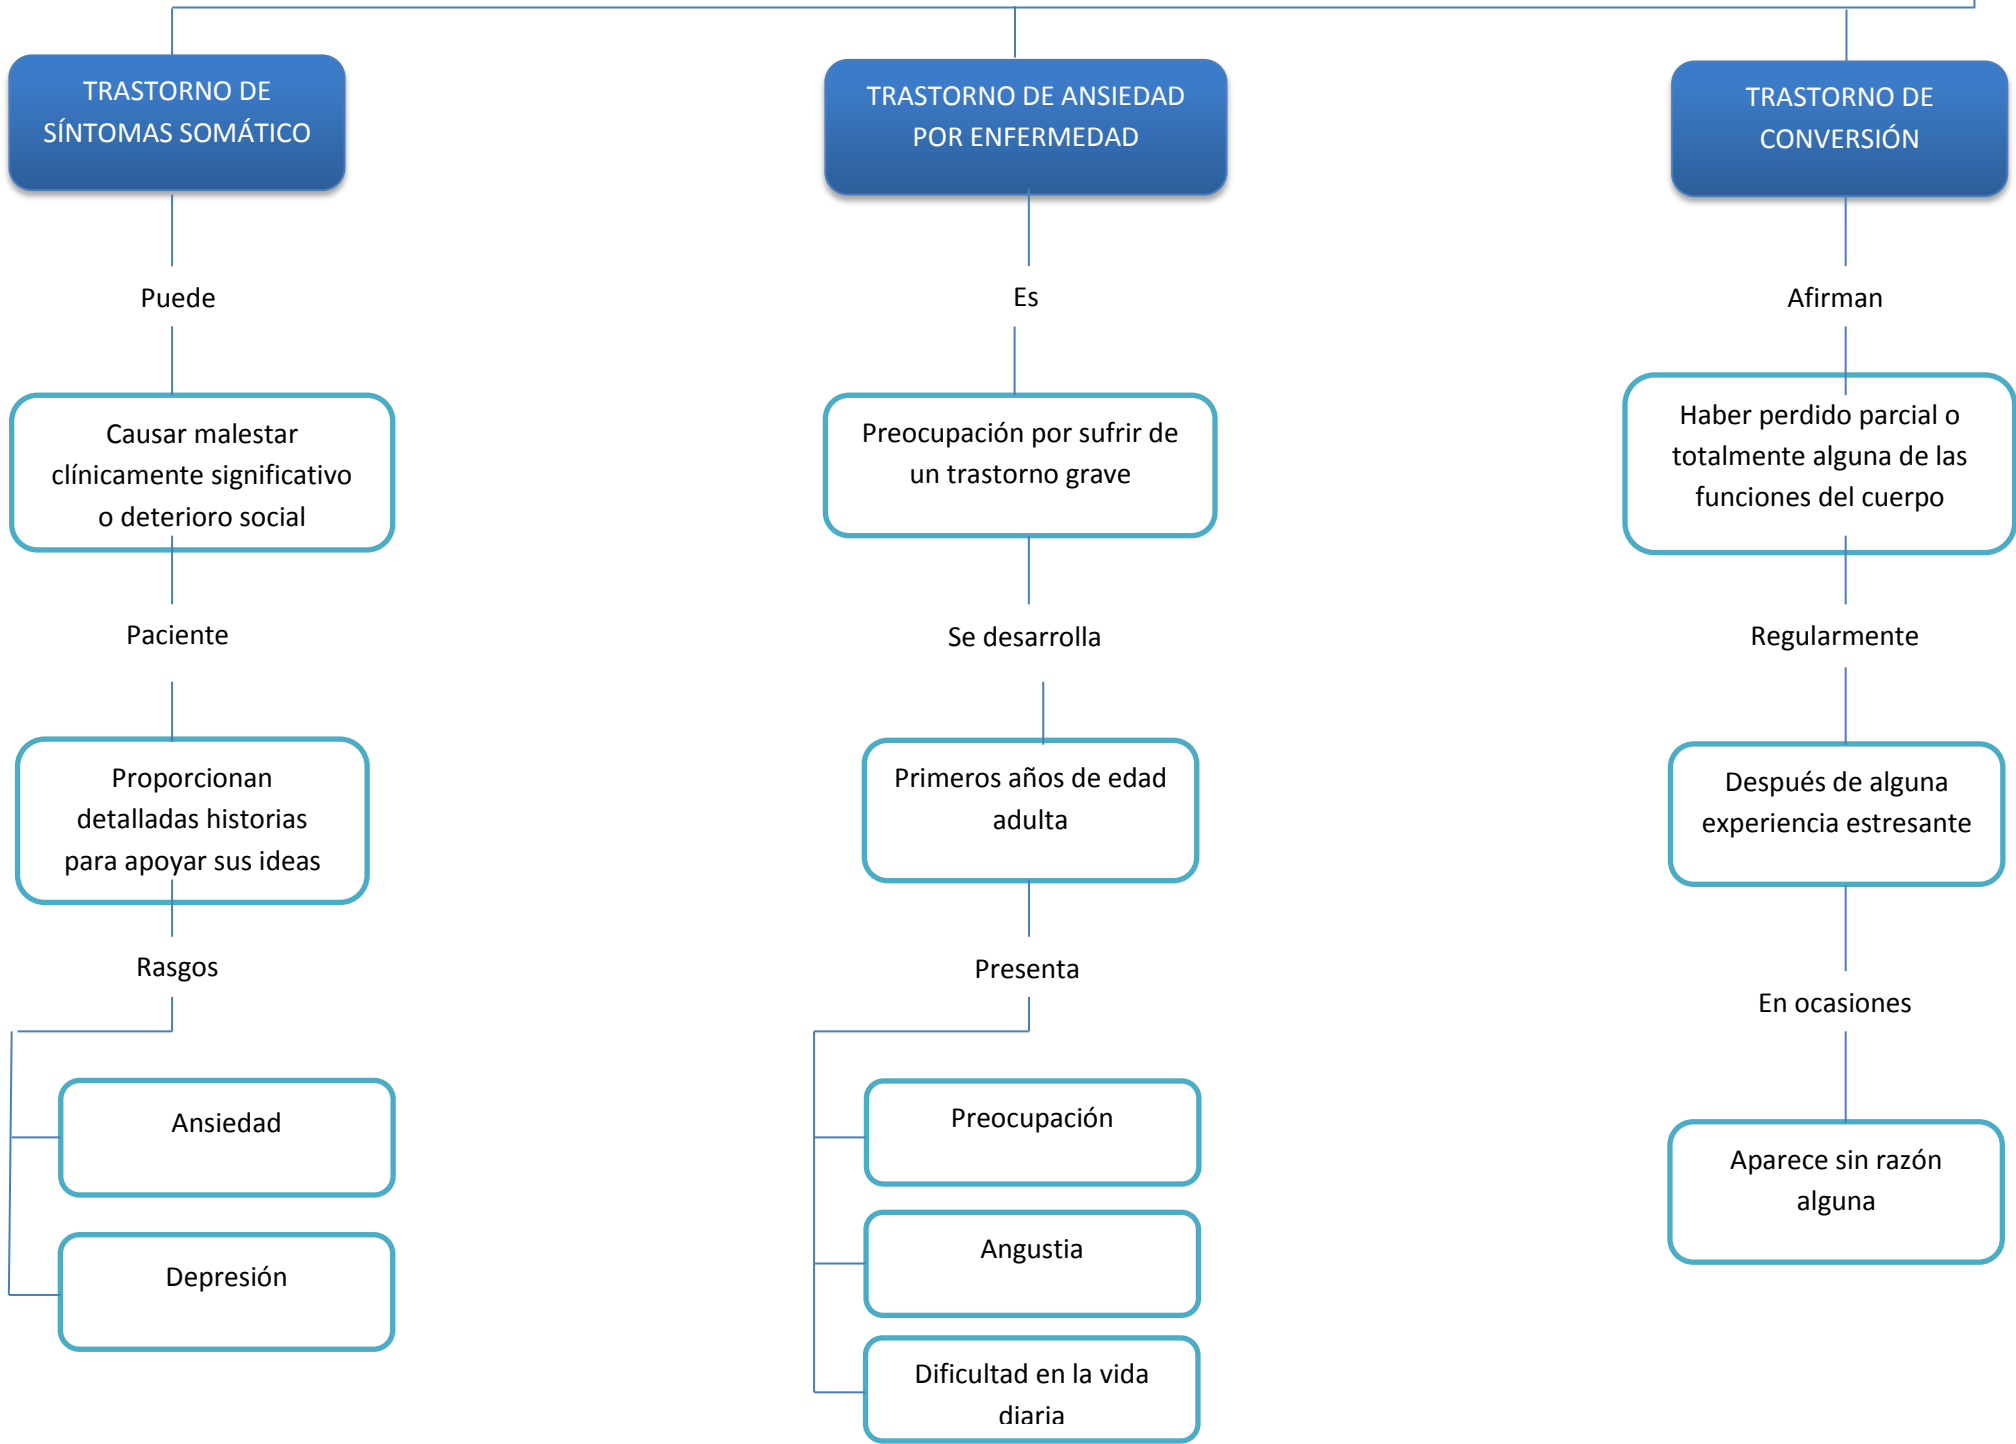 TRASTORNO DE
SÍNTOMAS SOMÁTICO
Puede
Causar malestar
clínicamente significativo
o deterioro social
Paciente
Proporcionan
detalladas historias
para apoyar sus ideas
Rasgos
Ansiedad
Depresión
TRASTORNO DE ANSIEDAD
POR ENFERMEDAD
Es
Preocupación por sufrir de
un trastorno grave
Se desarrolla
Primeros años de edad
adulta
Presenta
Preocupación
Angustia
Dificultad en la vida
diaria
TRASTORNO DE
CONVERSIÓN
Afirman
Haber perdido parcial o
totalmente alguna de las
funciones del cuerpo
Regularmente
Después de alguna
experiencia estresante
En ocasiones
Aparece sin razón
alguna